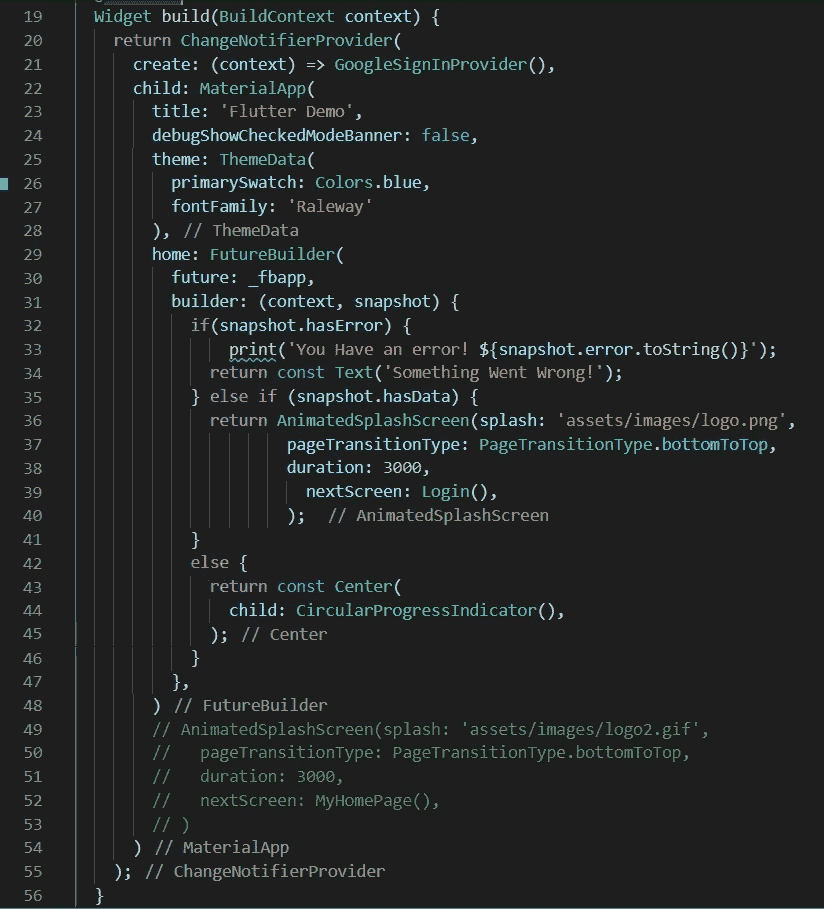 19 Widget build(BuildContext context) {
20 return ChangeNotifierProvider(
21 create: (context) => GoogleSignInProvider(),
22 child: MaterialApp(
23 title: 'Flutter Demo',
24 debugShowCheckedModeBanner: false,
25 theme: ThemeData(
26 primarySwatch: Colors.blue,
27 fontFamily: 'Raleway'
28 ), // ThemeData
29 home: FutureBuilder(
30 future: _fbapp,
31 builder: (context, snapshot) {
32 if(snapshot.hasError) {
33 print('You Have an error! ${snapshot.error.toString()}');
34 return const Text('Something Went Wrong!');
35 } else if (snapshot.hasData) {
36 return AnimatedSplashScreen(splash: 'assets/images/logo.png',
37 pageTransitionType: PageTransitionType.bottomToTop,
38 duration: 3000,
39 nextScreen: Login(),
40 ); // AnimatedSplashScreen
41 }
42 else {
43 return const Center(
44 child: CircularProgressIndicator(),
45 ); // Center
46 }
47 },
48 ) // FutureBuilder
49 // AnimatedSplashScreen(splash: 'assets/images/logo2.gif',
50 // pageTransitionType: PageTransitionType.bottomToTop,
51 // duration: 3000,
52 // nextScreen: MyHomePage(),
53 // )
54 ) // MaterialApp
55 ); // ChangeNotifierProvider
56 }